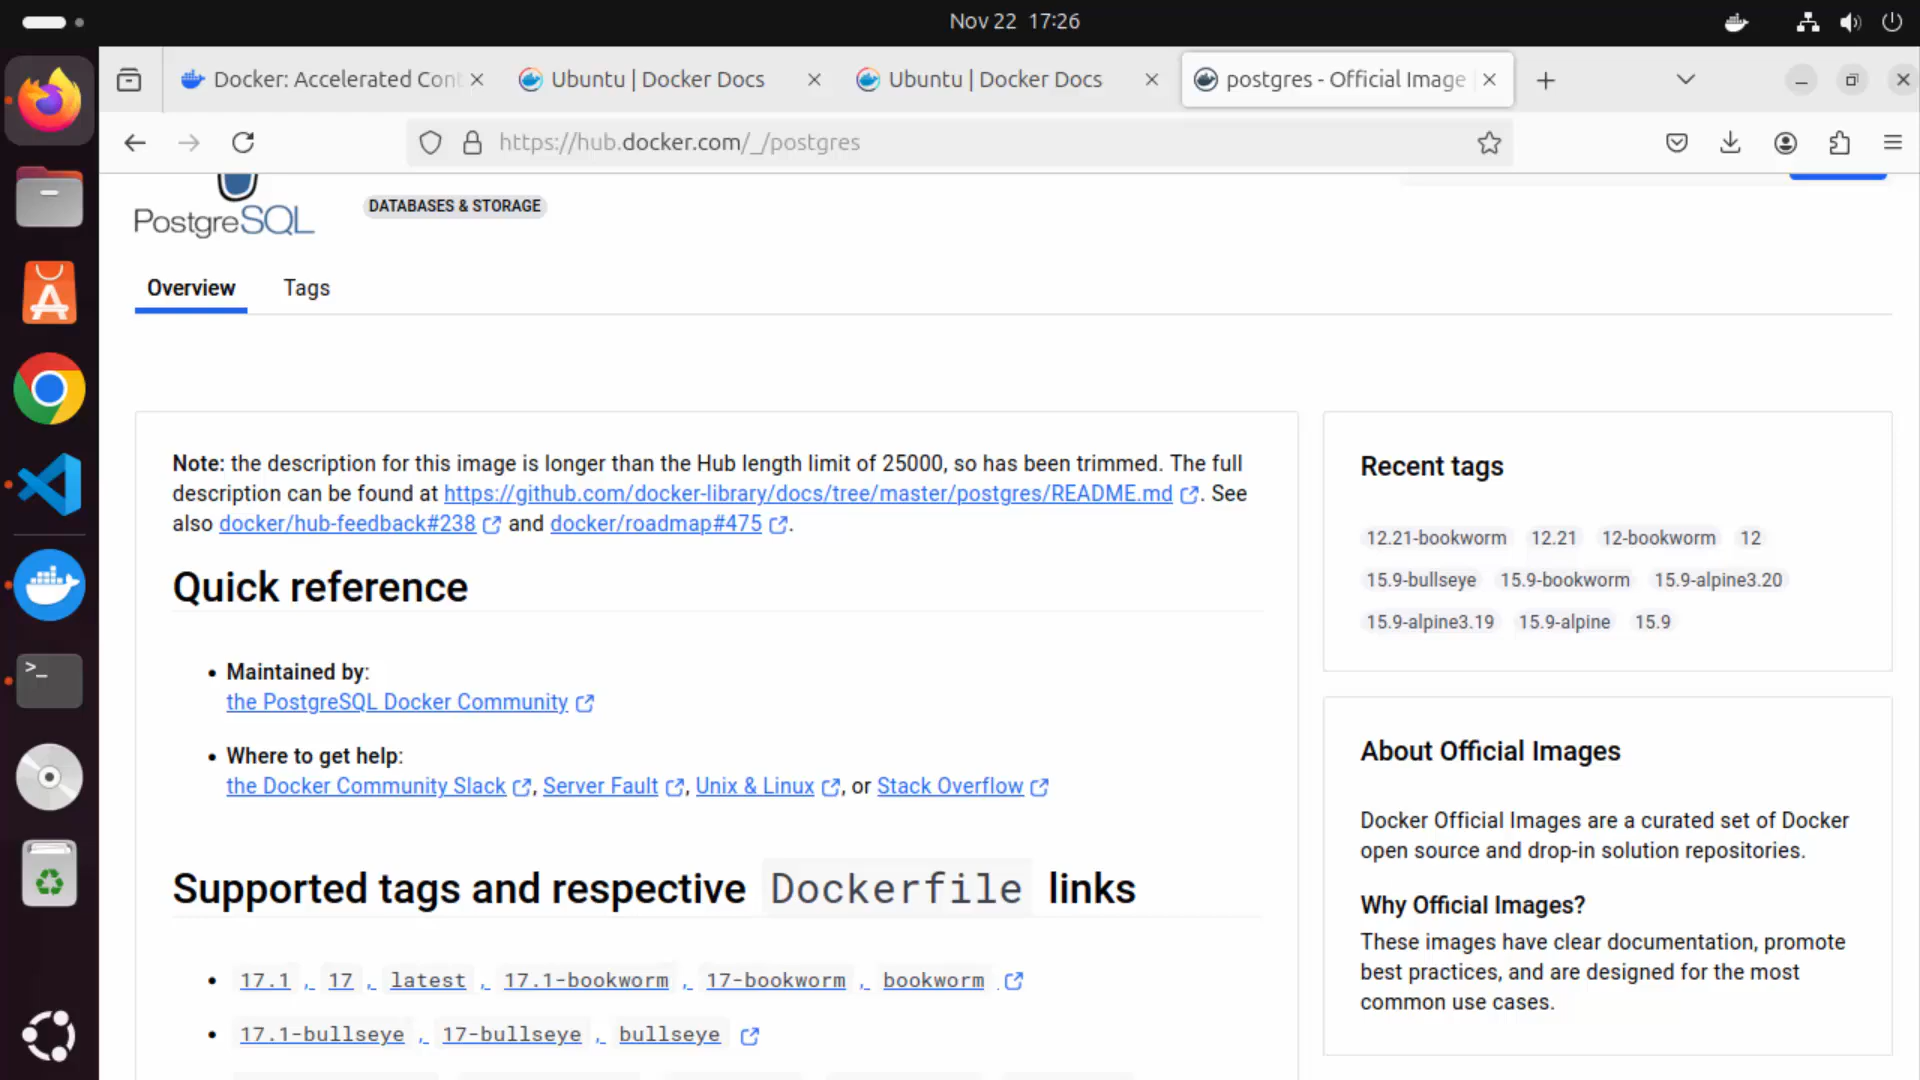 Nov 22 17:26
Docker: Accelerated Cont
Ubuntu | Docker Docs
Ubuntu | Docker Docs
postgres - Official Image
https://hub.docker.com/_/postgres
PostgreSQL
DATABASES & STORAGE
Overview
Tags
Note: the description for this image is longer than the Hub length limit of 25000, so has been trimmed. The full
description can be found at https://github.com/docker-library/docs/tree/master/postgres/README.md . See
also docker/hub-feedback#238 and docker/roadmap#475 .
Quick reference
• Maintained by:
the PostgreSQL Docker Community
• Where to get help:
the Docker Community Slack , Server Fault , Unix & Linux , or Stack Overflow
Supported tags and respective Dockerfile links
• 17.1 , 17 , latest , 17.1-bookworm , 17-bookworm , bookworm
• 17.1-bullseye , 17-bullseye , bullseye
Recent tags
12.21-bookworm 12.21 12-bookworm 12
15.9-bullseye 15.9-bookworm 15.9-alpine3.20
15.9-alpine3.19 15.9-alpine 15.9
About Official Images
Docker Official Images are a curated set of Docker
open source and drop-in solution repositories.
Why Official Images?
These images have clear documentation, promote
best practices, and are designed for the most
common use cases.